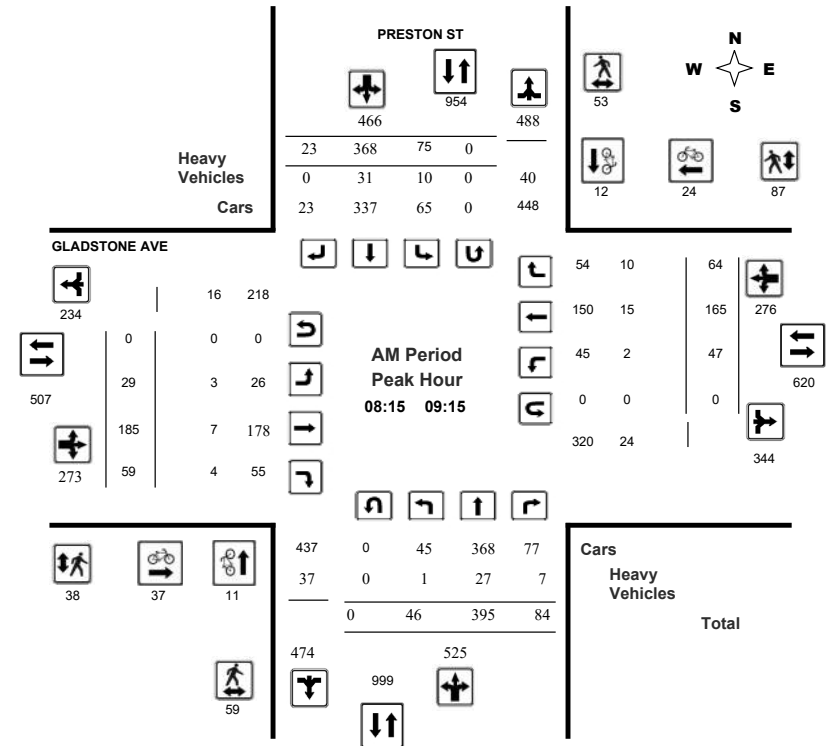 PRESTON ST
N
W E
S
954
53
466 488
23 368 75 0
Heavy
Vehicles 0 31 10 0 40
12 24 87
Cars 23 337 65 0 448
GLADSTONE AVE
54 10 64
234 16 218
150 15 165 276
0 0 0
AM Period
Peak Hour
45 2 47
29 3 26
507
620
08:15 09:15
0 0 0
185 7 178
320 24
344
273 59 4 55
437 0 45 368 77 Cars
37 0 1 27 7 Heavy
Vehicles
38 37 11
0 46 395 84 Total
474 525
999
59